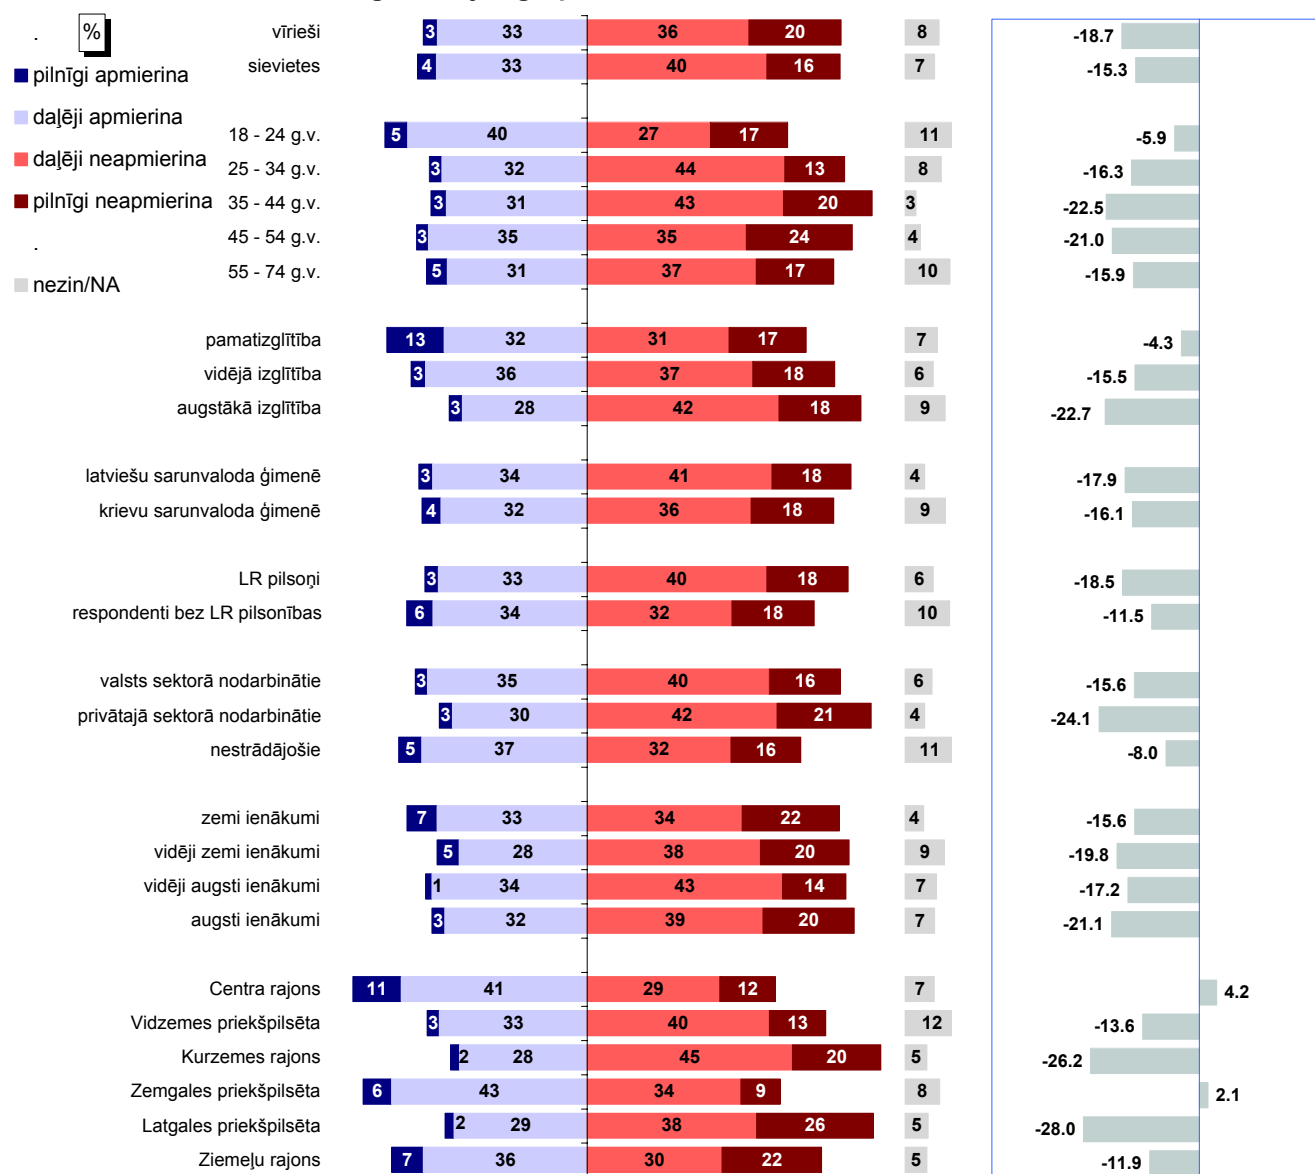 . % vīrieši 3 33 36 20 8 -18.7
pilnīgi apmierina sievietes 4 33 40 16 7 -15.3
daļēji apmierina
18 - 24 g.v. 5 40 27 17 11 -5.9
daļēji neapmierina 25 - 34 g.v. 3 32 44 13 8 -16.3
pilnīgi neapmierina 35 - 44 g.v. 3 31 43 20 3 -22.5
. 45 - 54 g.v. 3 35 35 24 4 -21.0
nezin/NA 55 - 74 g.v. 5 31 37 17 10 -15.9
pamatizglītība 13 32 31 17 7 -4.3
vidējā izglītība 3 36 37 18 6 -15.5
augstākā izglītība 3 28 42 18 9 -22.7
latviešu sarunvaloda ģimenē 3 34 41 18 4 -17.9
krievu sarunvaloda ģimenē 4 32 36 18 9 -16.1
LR pilsoņi 3 33 40 18 6 -18.5
respondenti bez LR pilsonības 6 34 32 18 10 -11.5
valsts sektorā nodarbinātie 3 35 40 16 6 -15.6
privātajā sektorā nodarbinātie 3 30 42 21 4 -24.1
nestrādājošie 5 37 32 16 11 -8.0
zemi ienākumi 7 33 34 22 4 -15.6
vidēji zemi ienākumi 5 28 38 20 9 -19.8
vidēji augsti ienākumi 1 34 43 14 7 -17.2
augsti ienākumi 3 32 39 20 7 -21.1
Centra rajons 11 41 29 12 7 4.2
Vidzemes priekšpilsēta 3 33 40 13 12 -13.6
Kurzemes rajons 2 28 45 20 5 -26.2
Zemgales priekšpilsēta 6 43 34 9 8 2.1
Latgales priekšpilsēta 2 29 38 26 5 -28.0
Ziemeļu rajons 7 36 30 22 5 -11.9